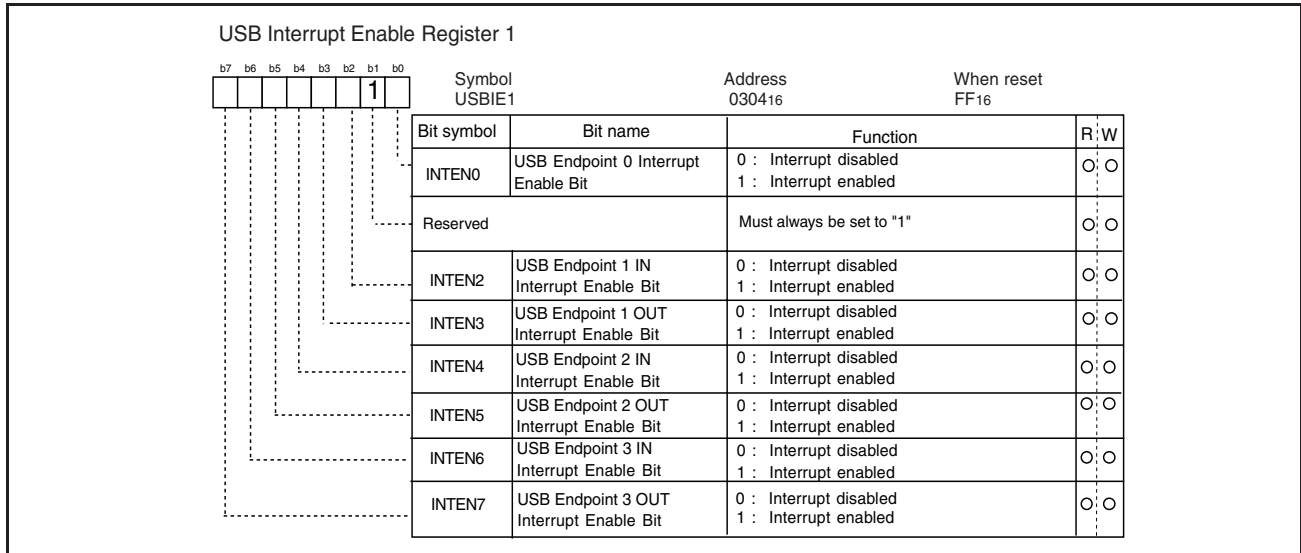 USB Interrupt Enable Register 1
b7 b6 b5 b4 b3 b2 b1 b0
1
Symbol Address When reset
USBIE1 030416 FF16
Bit symbol Bit name Function R W
INTEN0 USB Endpoint 0 Interrupt Enable Bit 0 : Interrupt disabled 1 : Interrupt enabled O O
Reserved Must always be set to "1" O O
INTEN2 USB Endpoint 1 IN Interrupt Enable Bit 0 : Interrupt disabled 1 : Interrupt enabled O O
INTEN3 USB Endpoint 1 OUT Interrupt Enable Bit 0 : Interrupt disabled 1 : Interrupt enabled O O
INTEN4 USB Endpoint 2 IN Interrupt Enable Bit 0 : Interrupt disabled 1 : Interrupt enabled O O
INTEN5 USB Endpoint 2 OUT Interrupt Enable Bit 0 : Interrupt disabled 1 : Interrupt enabled O O
INTEN6 USB Endpoint 3 IN Interrupt Enable Bit 0 : Interrupt disabled 1 : Interrupt enabled O O
INTEN7 USB Endpoint 3 OUT Interrupt Enable Bit 0 : Interrupt disabled 1 : Interrupt enabled O O